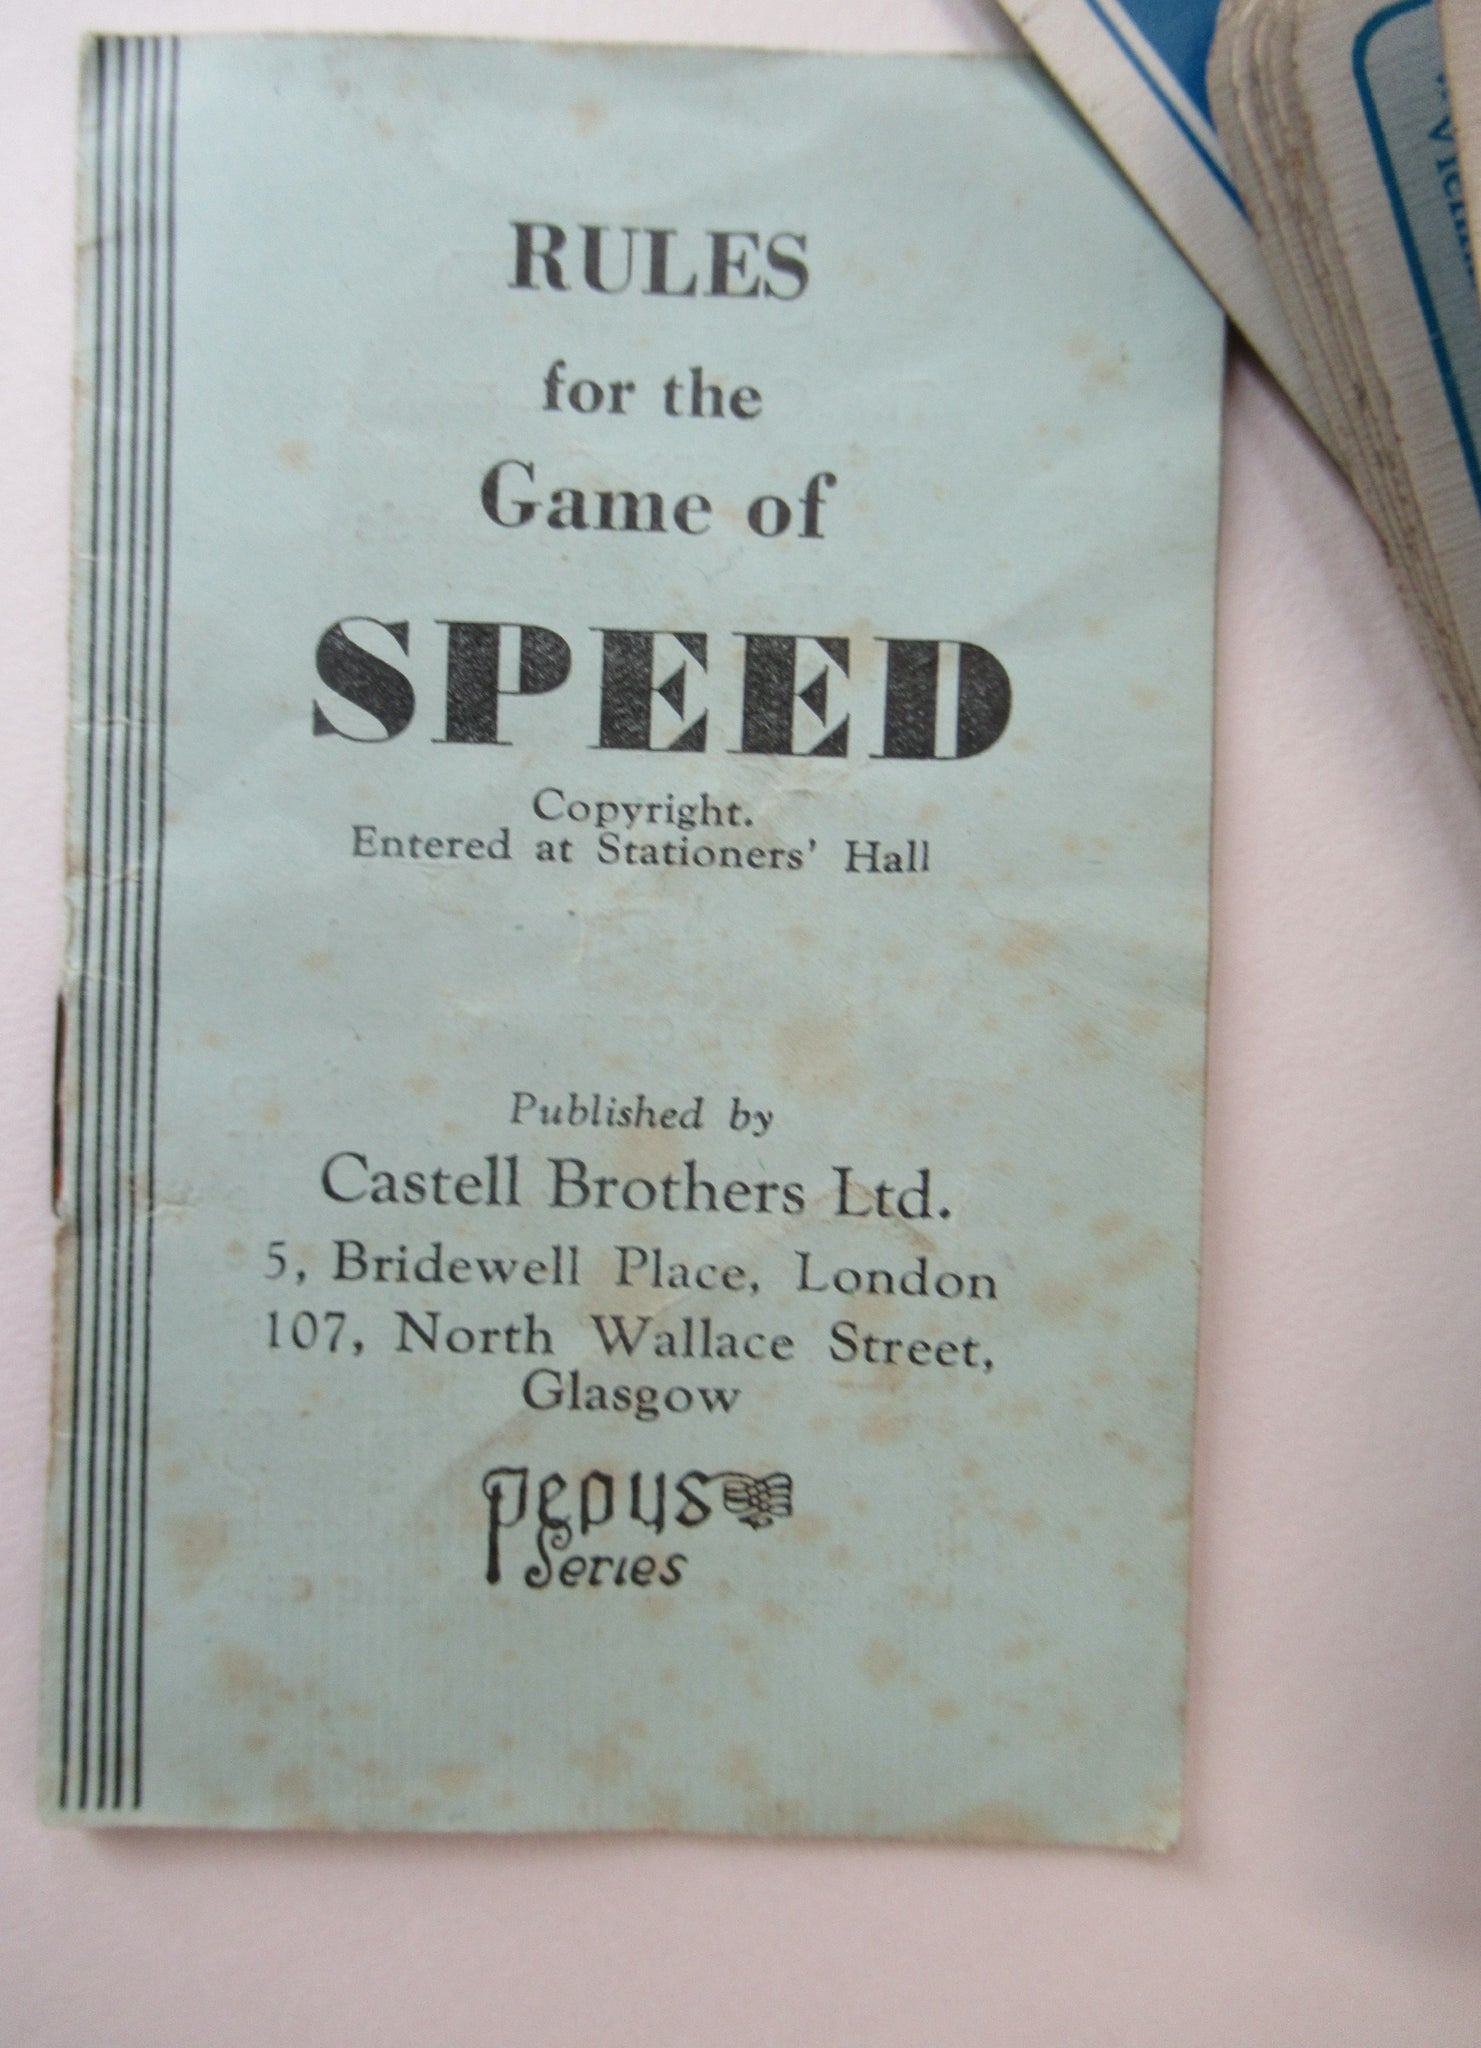 RULES
for the
Game of
SPEED
Copyright.
Entered at Stationers' Hall
Published by
Castell Brothers Ltd.
5, Bridewell Place, London
107, North Wallace Street,
Glasgow
Pepys
Series